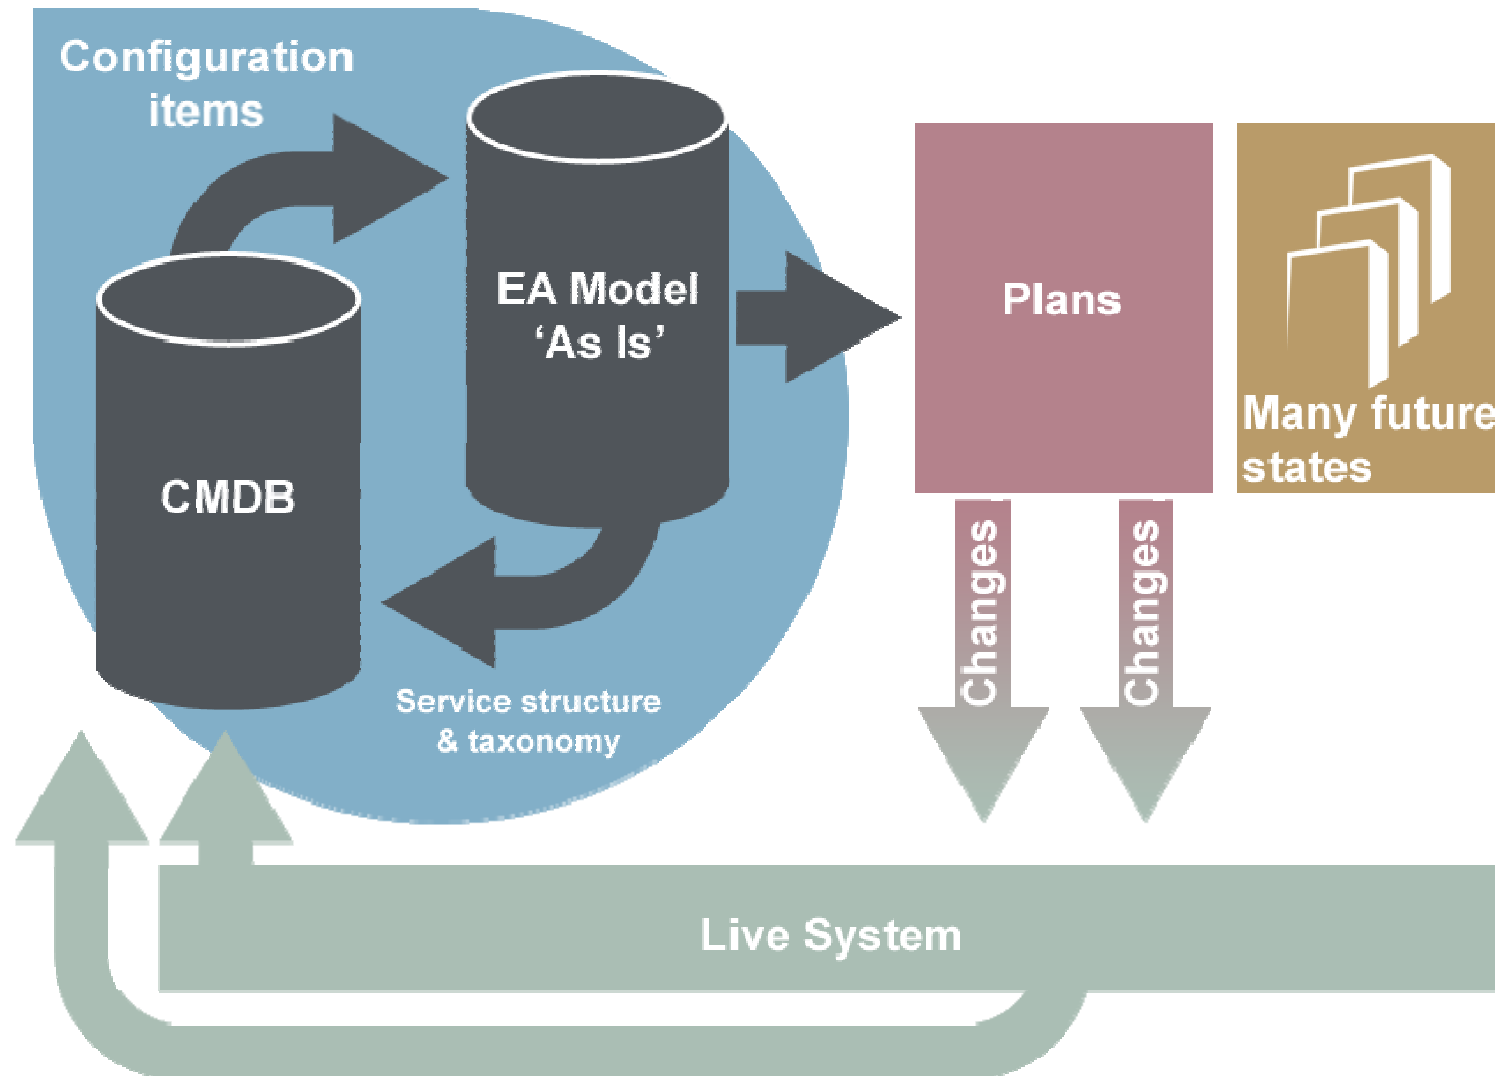 Configuration
items
EA Model
‘As Is’
CMDB
Service structure
& taxonomy
Plans
Many future
states
Changes
Changes
Live System